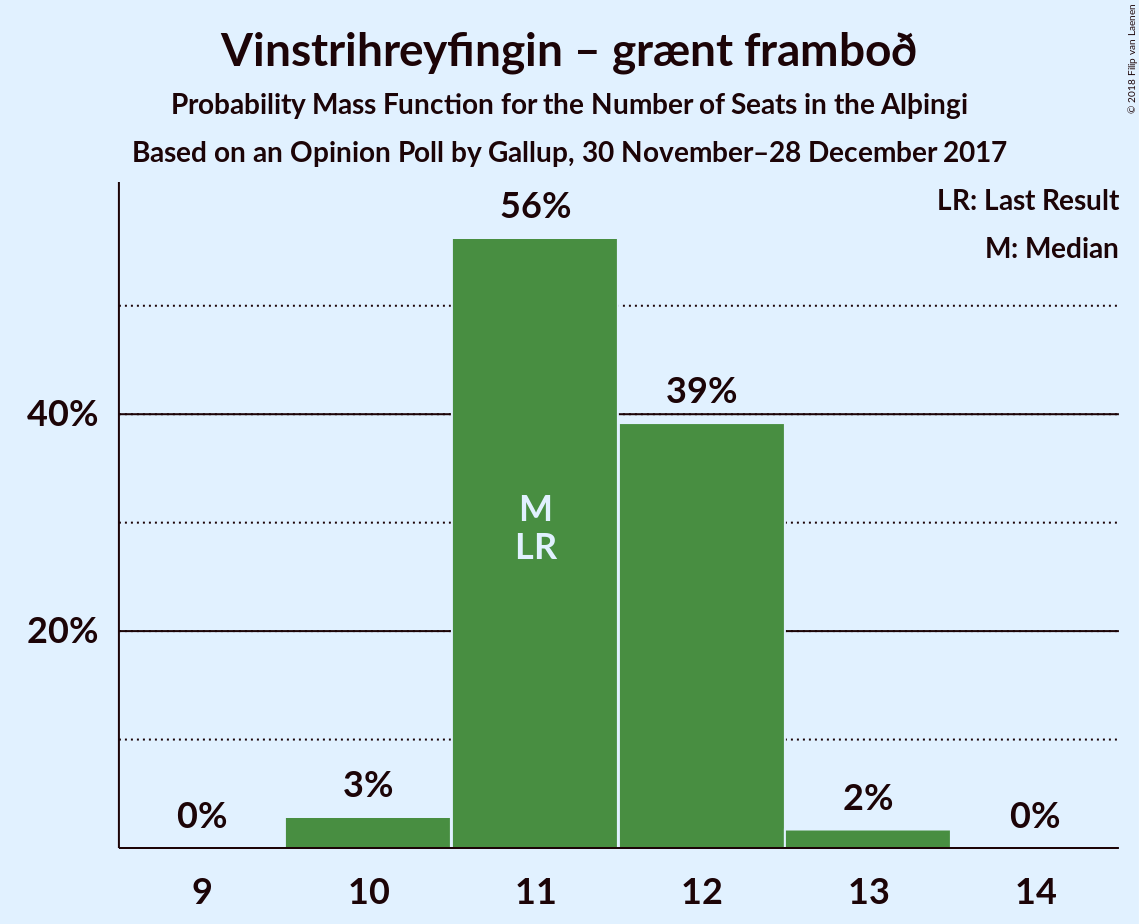 Vinstrihreyfingin – grænt framboð
Probability Mass Function for the Number of Seats in the Alþingi
Based on an Opinion Poll by Gallup, 30 November–28 December 2017
© 2018 Filip van Laenen
LR: Last Result
M: Median
56%
39%
40%
M
LR
20%
3%
2%
0%
0%
9 10 11 12 13 14